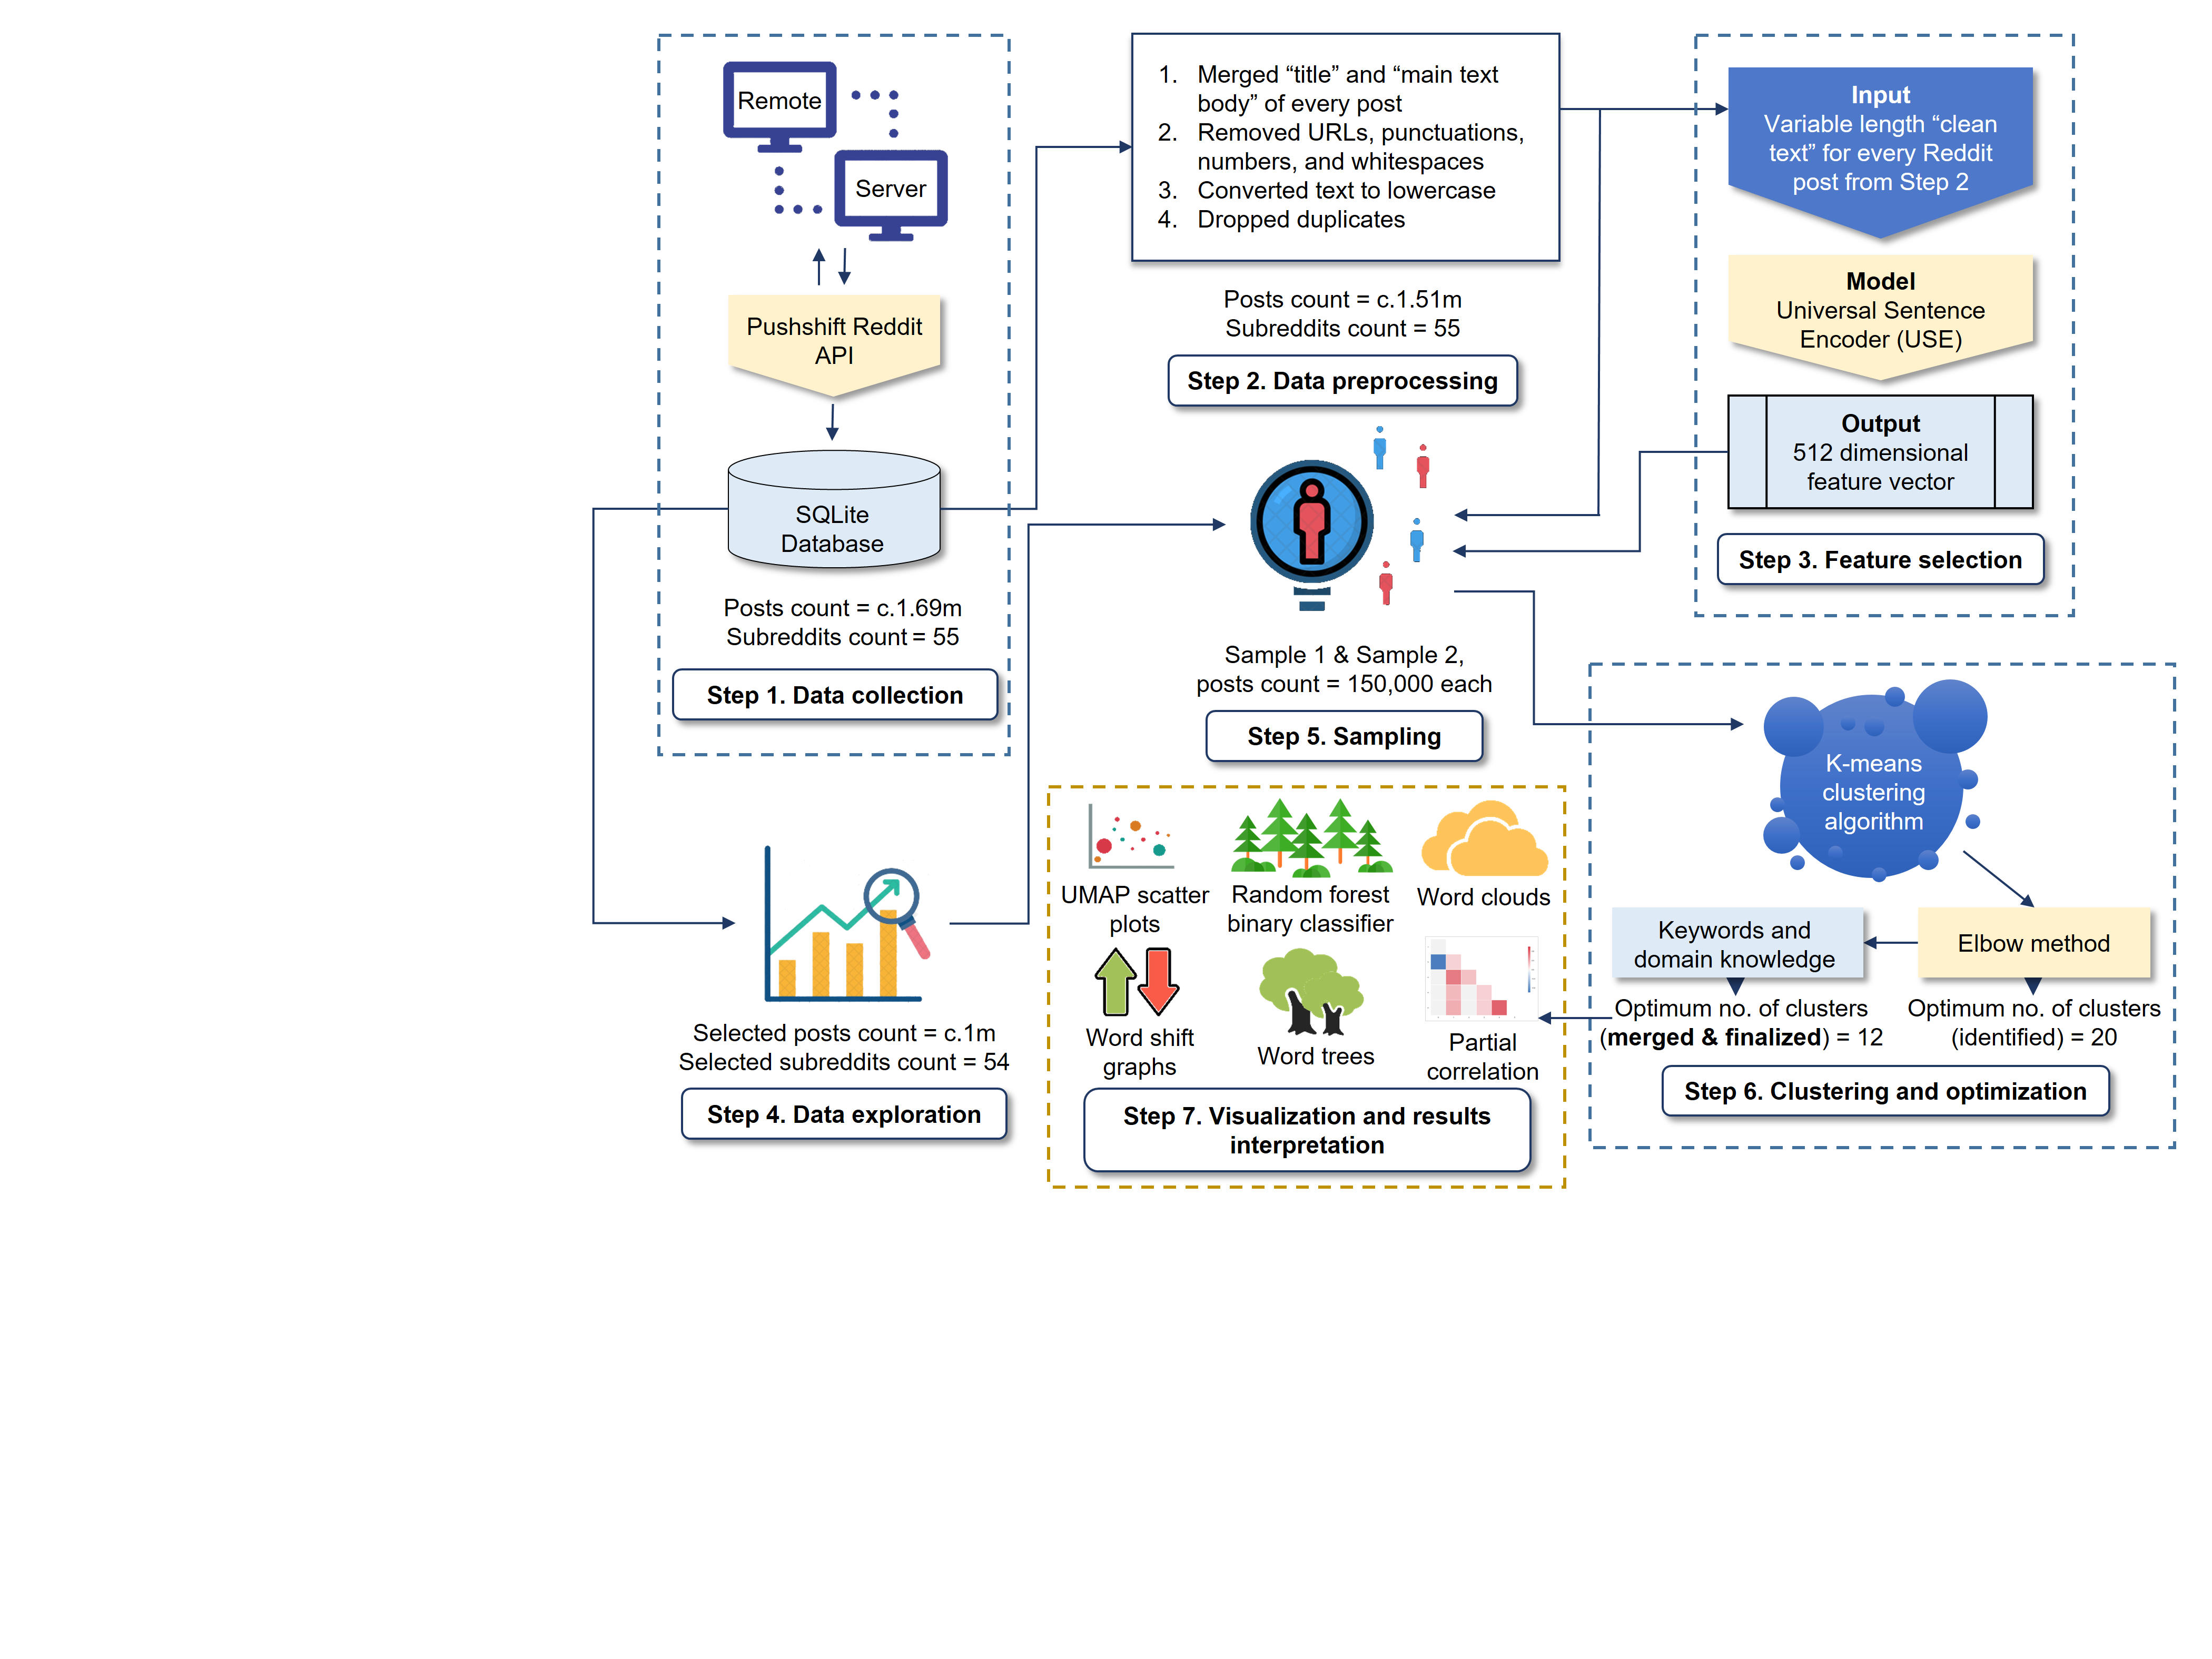 Remote
Server
Pushshift Reddit
API
SQLite
Database
Posts count = c.1.69m
Subreddits count = 55
Step 1. Data collection
1. Merged “title” and “main text
body” of every post
2. Removed URLs, punctuations,
numbers, and whitespaces
3. Converted text to lowercase
4. Dropped duplicates
Posts count = c.1.51m
Subreddits count = 55
Step 2. Data preprocessing
Input
Variable length “clean
text” for every Reddit
post from Step 2
Model
Universal Sentence
Encoder (USE)
Output
512 dimensional
feature vector
Step 3. Feature selection
Selected posts count = c.1m
Selected subreddits count = 54
Step 4. Data exploration
Sample 1 & Sample 2,
posts count = 150,000 each
Step 5. Sampling
K-means
clustering
algorithm
Elbow method
Keywords and
domain knowledge
Optimum no. of clusters
(merged & finalized) = 12
Optimum no. of clusters
(identified) = 20
Step 6. Clustering and optimization
UMAP scatter
plots
Random forest
binary classifier
Word clouds
Word shift
graphs
Word trees
Partial
correlation
Step 7. Visualization and results
interpretation